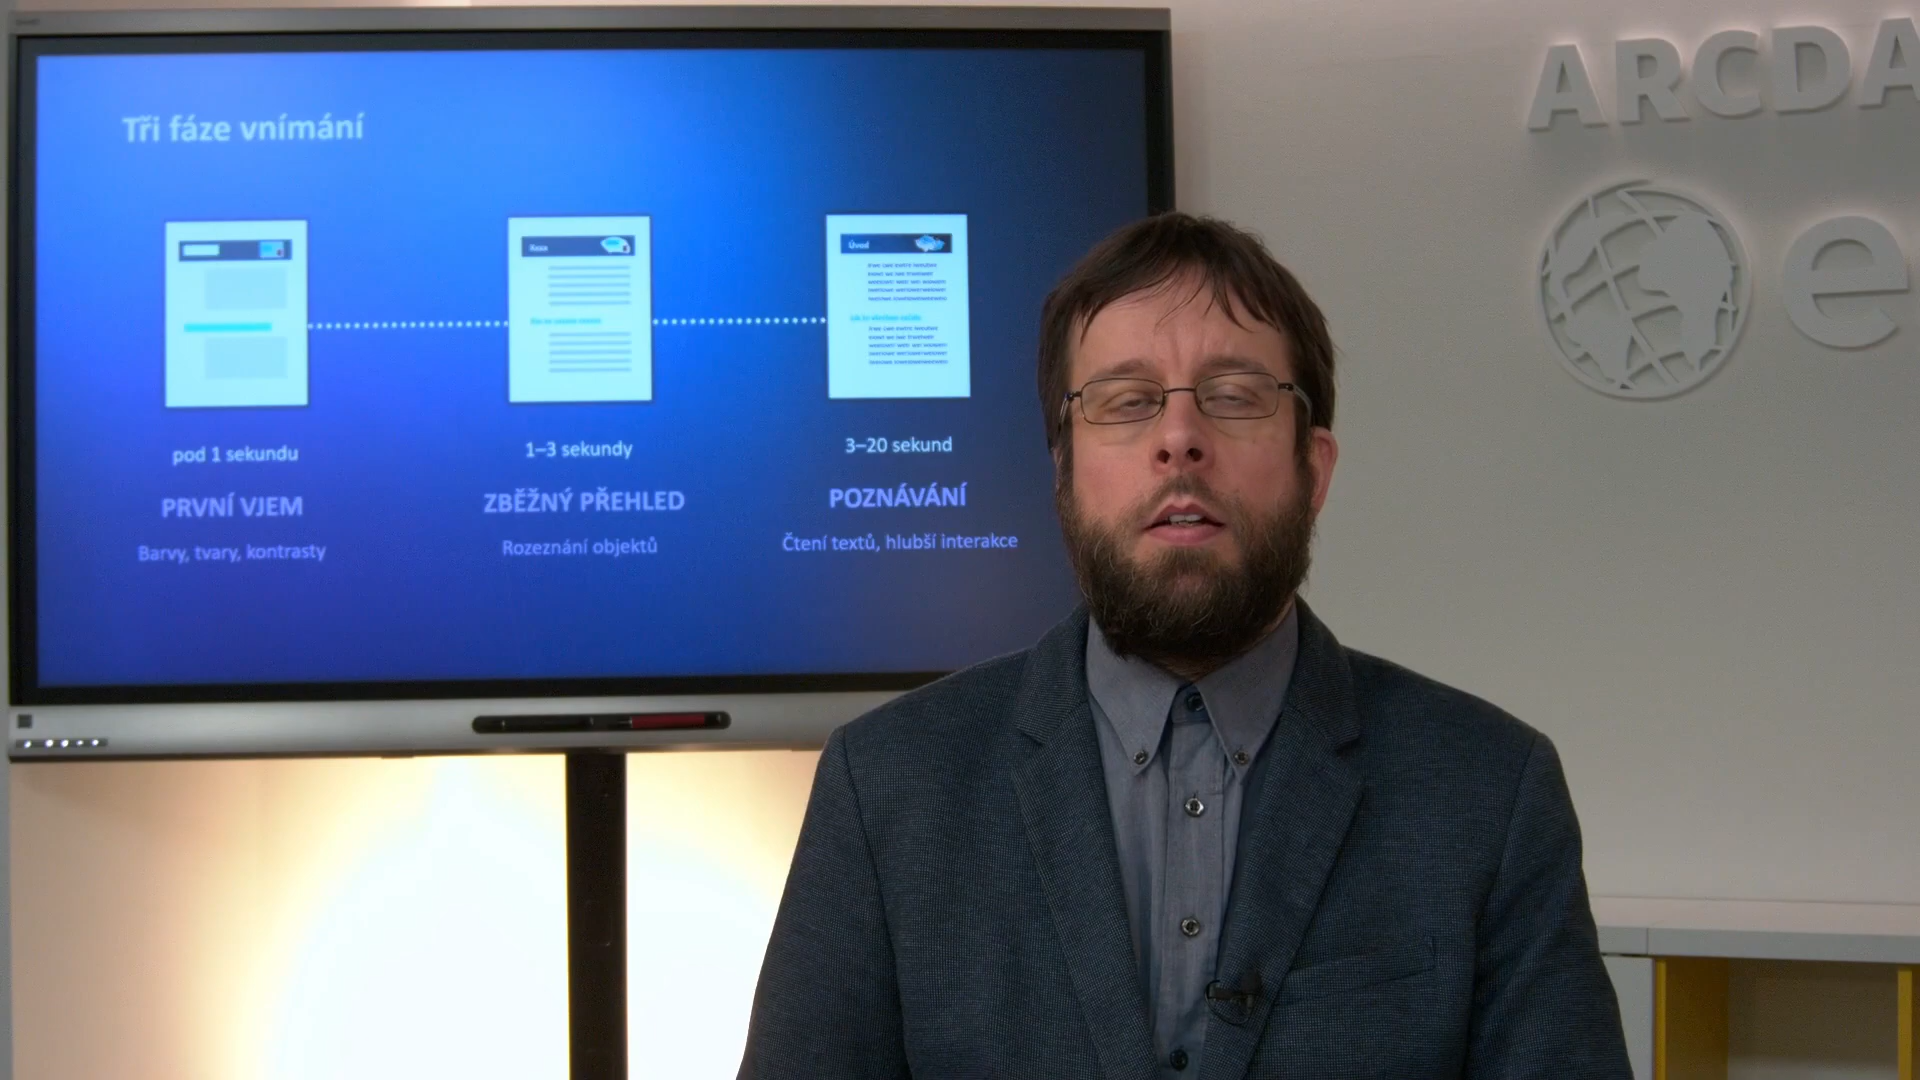 Tři fáze vnímání
Úvod
pod 1 sekundu
1–3 sekundy
3–20 sekund
PRVNÍ VJEM
ZBĚŽNÝ PŘEHLED
POZNÁVÁNÍ
Barvy, tvary, kontrasty
Rozeznání objektů
Čtení textů, hlubší interakce
ARCDA
e